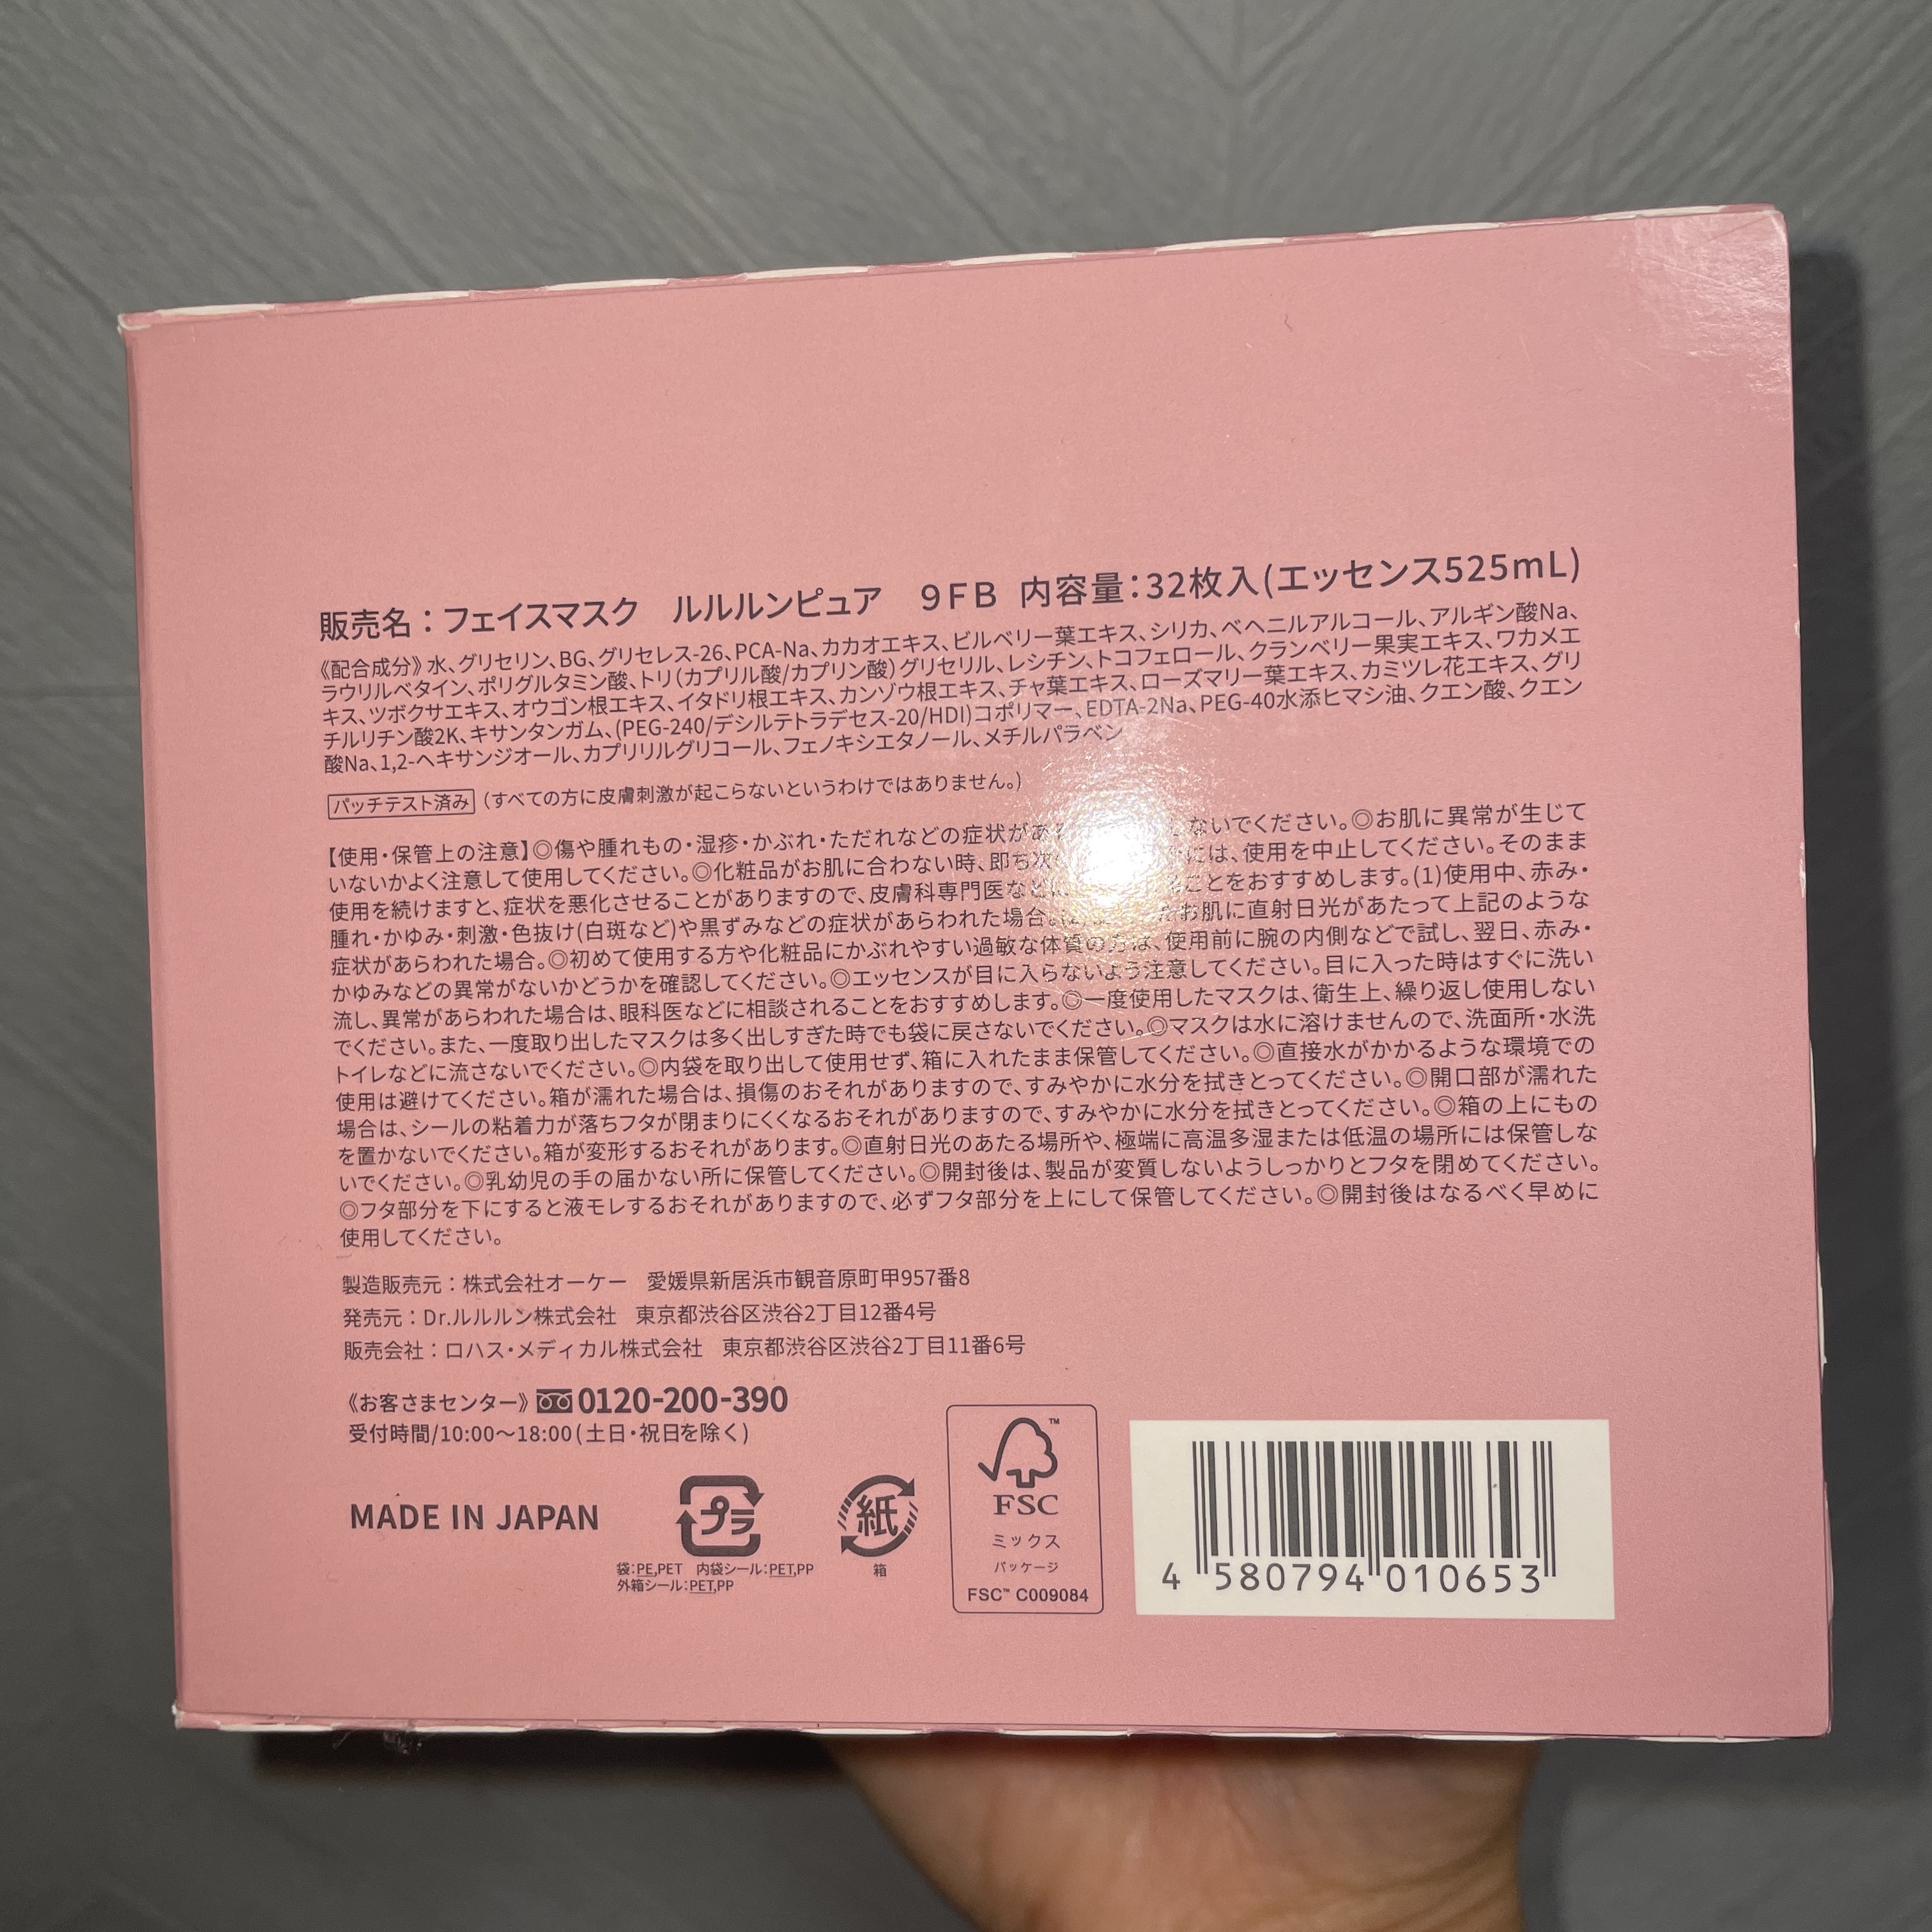 販売名：フェイスマスク　ルルルンピュア　９ＦＢ 内容量：32枚入(エッセンス525mL)
《配合成分》水、グリセリン、BG、グリセレス-26、PCA-Na、カカオエキス、ビルベリー葉エキス、シリカ、ベヘニルアルコール、アルギン酸Na、
ラウリルベタイン、ポリグルタミン酸、トリ(カプリル酸/カプリン酸)グリセリル、レシチン、トコフェロール、クランベリー果実エキス、ワカメエ
キス、ツボクサエキス、オウゴン根エキス、イタドリ根エキス、カンゾウ根エキス、チャ葉エキス、ローズマリー葉エキス、カミツレ花エキス、グリ
チルリチン酸2K、キサンタンガム、(PEG-240/デシルテトラデセス-20/HDI)コポリマー、EDTA-2Na、PEG-40水添ヒマシ油、クエン酸、クエン
酸Na、1,2-ヘキサンジオール、カプリリルグリコール、フェノキシエタノール、メチルパラベン
パッチテスト済み (すべての方に皮膚刺激が起こらないというわけではありません。)
【使用・保管上の注意】◎傷や腫れもの・湿疹・かぶれ・ただれなどの症状がある ないでください。◎お肌に異常が生じて
いないかよく注意して使用してください。◎化粧品がお肌に合わない時、即ち次 には、使用を中止してください。そのまま
使用を続けますと、症状を悪化させることがありますので、皮膚科専門医などに ことをおすすめします。(1)使用中、赤み・
腫れ・かゆみ・刺激・色抜け(白斑など)や黒ずみなどの症状があらわれた場合。 お肌に直射日光があたって上記のような
症状があらわれた場合。◎初めて使用する方や化粧品にかぶれやすい過敏な体質の方は、使用前に腕の内側などで試し、翌日、赤み・
かゆみなどの異常がないかどうかを確認してください。◎エッセンスが目に入らないよう注意してください。目に入った時はすぐに洗い
流し、異常があらわれた場合は、眼科医などに相談されることをおすすめします。◎一度使用したマスクは、衛生上、繰り返し使用しない
でください。また、一度取り出したマスクは多く出しすぎた時でも袋に戻さないでください。◎マスクは水に溶けませんので、洗面所・水洗
トイレなどに流さないでください。◎内袋を取り出して使用せず、箱に入れたまま保管してください。◎直接水がかかるような環境での
使用は避けてください。箱が濡れた場合は、損傷のおそれがありますので、すみやかに水分を拭きとってください。◎開口部が濡れた
場合は、シールの粘着力が落ちフタが閉まりにくくなるおそれがありますので、すみやかに水分を拭きとってください。◎箱の上にもの
を置かないでください。箱が変形するおそれがあります。◎直射日光のあたる場所や、極端に高温多湿または低温の場所には保管しな
いでください。◎乳幼児の手の届かない所に保管してください。◎開封後は、製品が変質しないようしっかりとフタを閉めてください。
◎フタ部分を下にすると液モレするおそれがありますので、必ずフタ部分を上にして保管してください。◎開封後はなるべく早めに
使用してください。
製造販売元：株式会社オーケー　愛媛県新居浜市観音原町甲957番8
発売元：Dr.ルルルン株式会社　東京都渋谷区渋谷2丁目12番4号
販売会社：ロハス・メディカル株式会社　東京都渋谷区渋谷2丁目11番6号
《お客さまセンター》0120-200-390
受付時間/10:00～18:00(土日・祝日を除く)
MADE IN JAPAN
プラ
袋：PE,PET　内袋シール：PET,PP
外箱シール：PET,PP
紙
箱
™
FSC
ミックス
パッケージ
FSC™ C009084
4 580794 010653